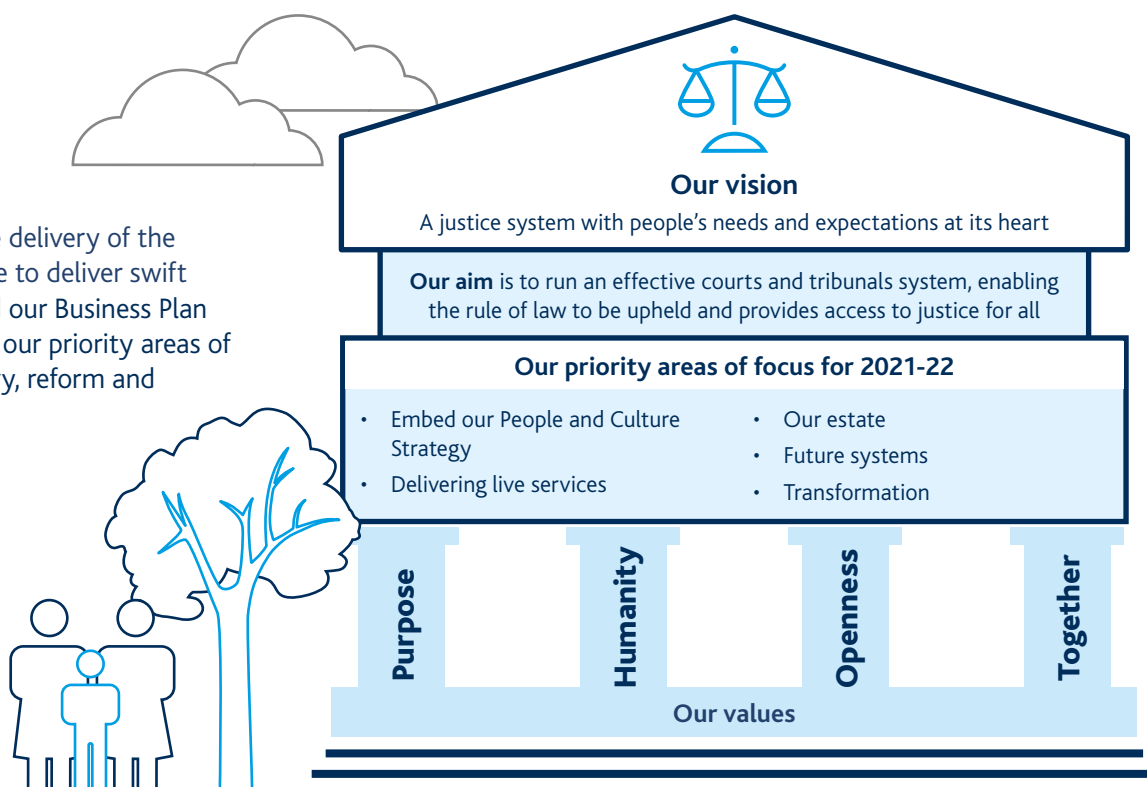 delivery of the
to deliver swift
our Business Plan
our priority areas of
reform and
Our vision
A justice system with people's needs and expectations at its heart
Our aim is to run an effective courts and tribunals system, enabling
the rule of law to be upheld and provides access to justice for all
Our priority areas of focus for 2021-22
• Embed our People and Culture
Strategy
• Delivering live services
• Our estate
• Future systems
• Transformation
Purpose
Humanity
Openness
Together
Our values